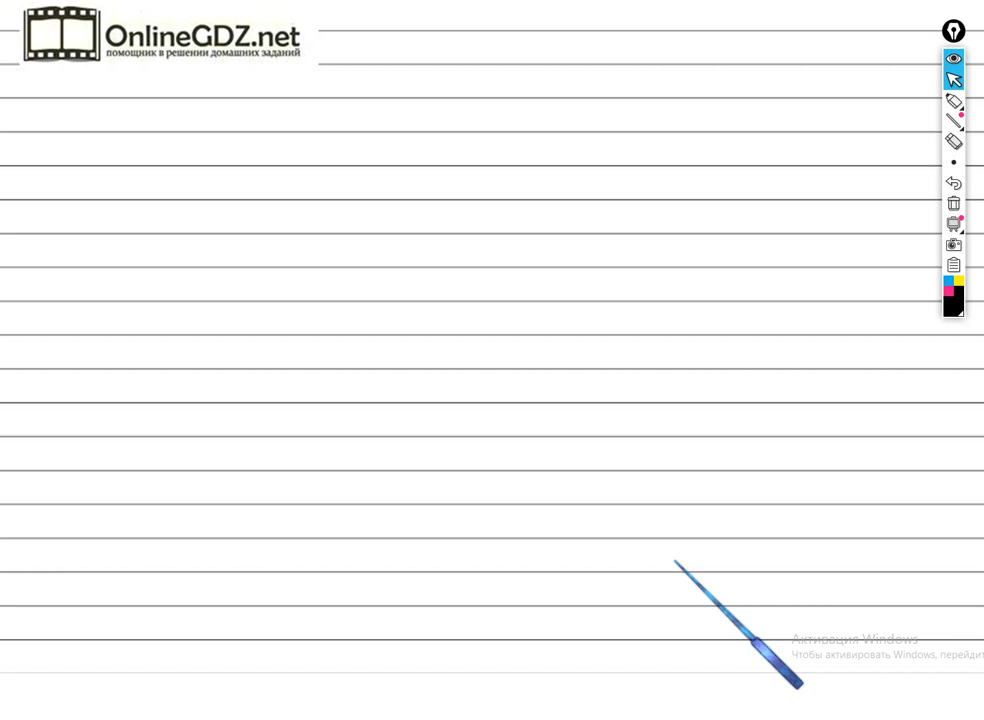 OnlineGDZ.net
помощник в решении домашних заданий
Активация Windows
Чтобы активировать Windows, перейдит